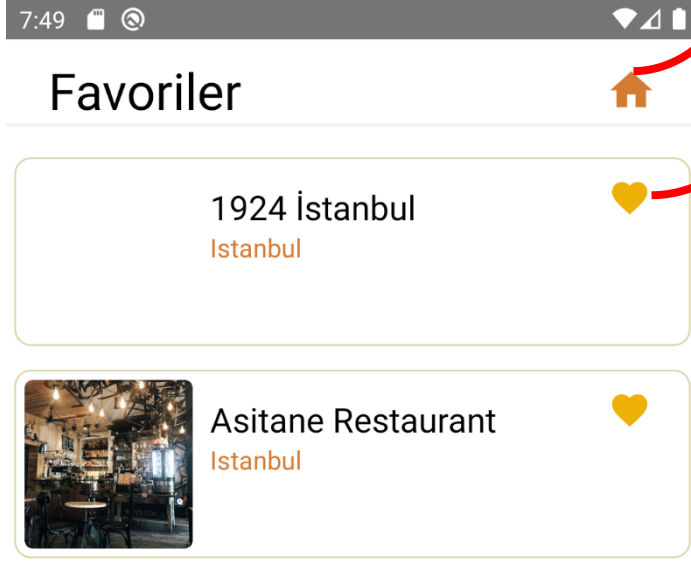 7:49
Favoriler
1924 İstanbul
Istanbul
Asitane Restaurant
Istanbul